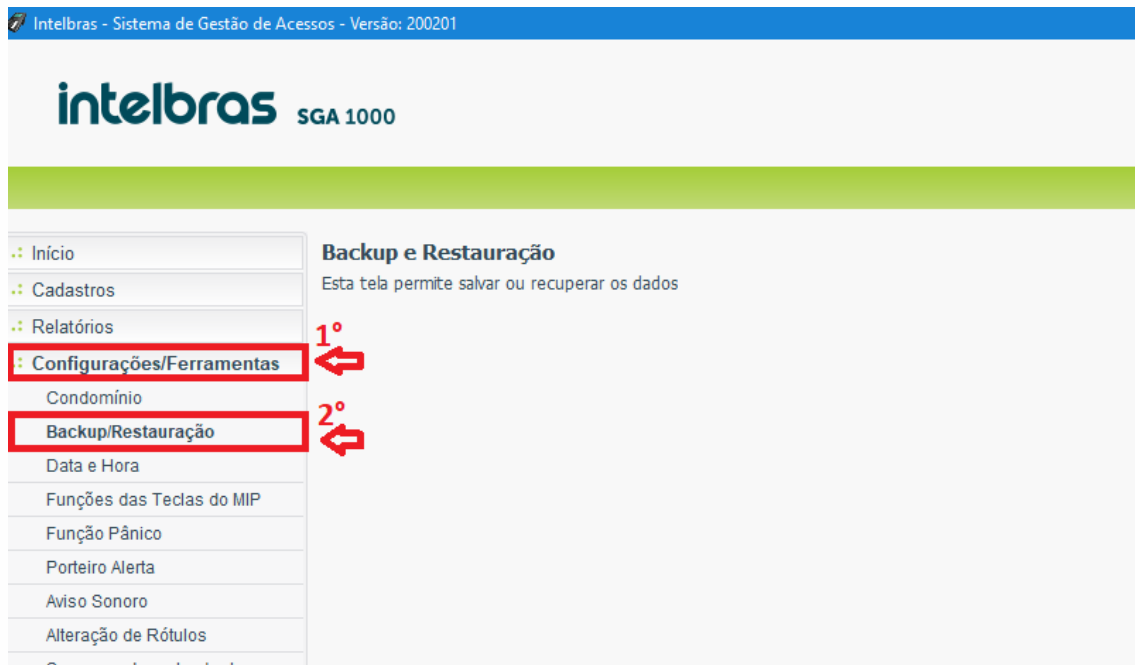 Intelbras - Sistema de Gestão de Acessos - Versão: 200201
intelbras SGA 1000
Início
Cadastros
Relatórios
Configurações/Ferramentas
Condomínio
Backup/Restauração
Data e Hora
Funções das Teclas do MIP
Função Pânico
Porteiro Alerta
Aviso Sonoro
Alteração de Rótulos
Backup e Restauração
Esta tela permite salvar ou recuperar os dados
1°
2°